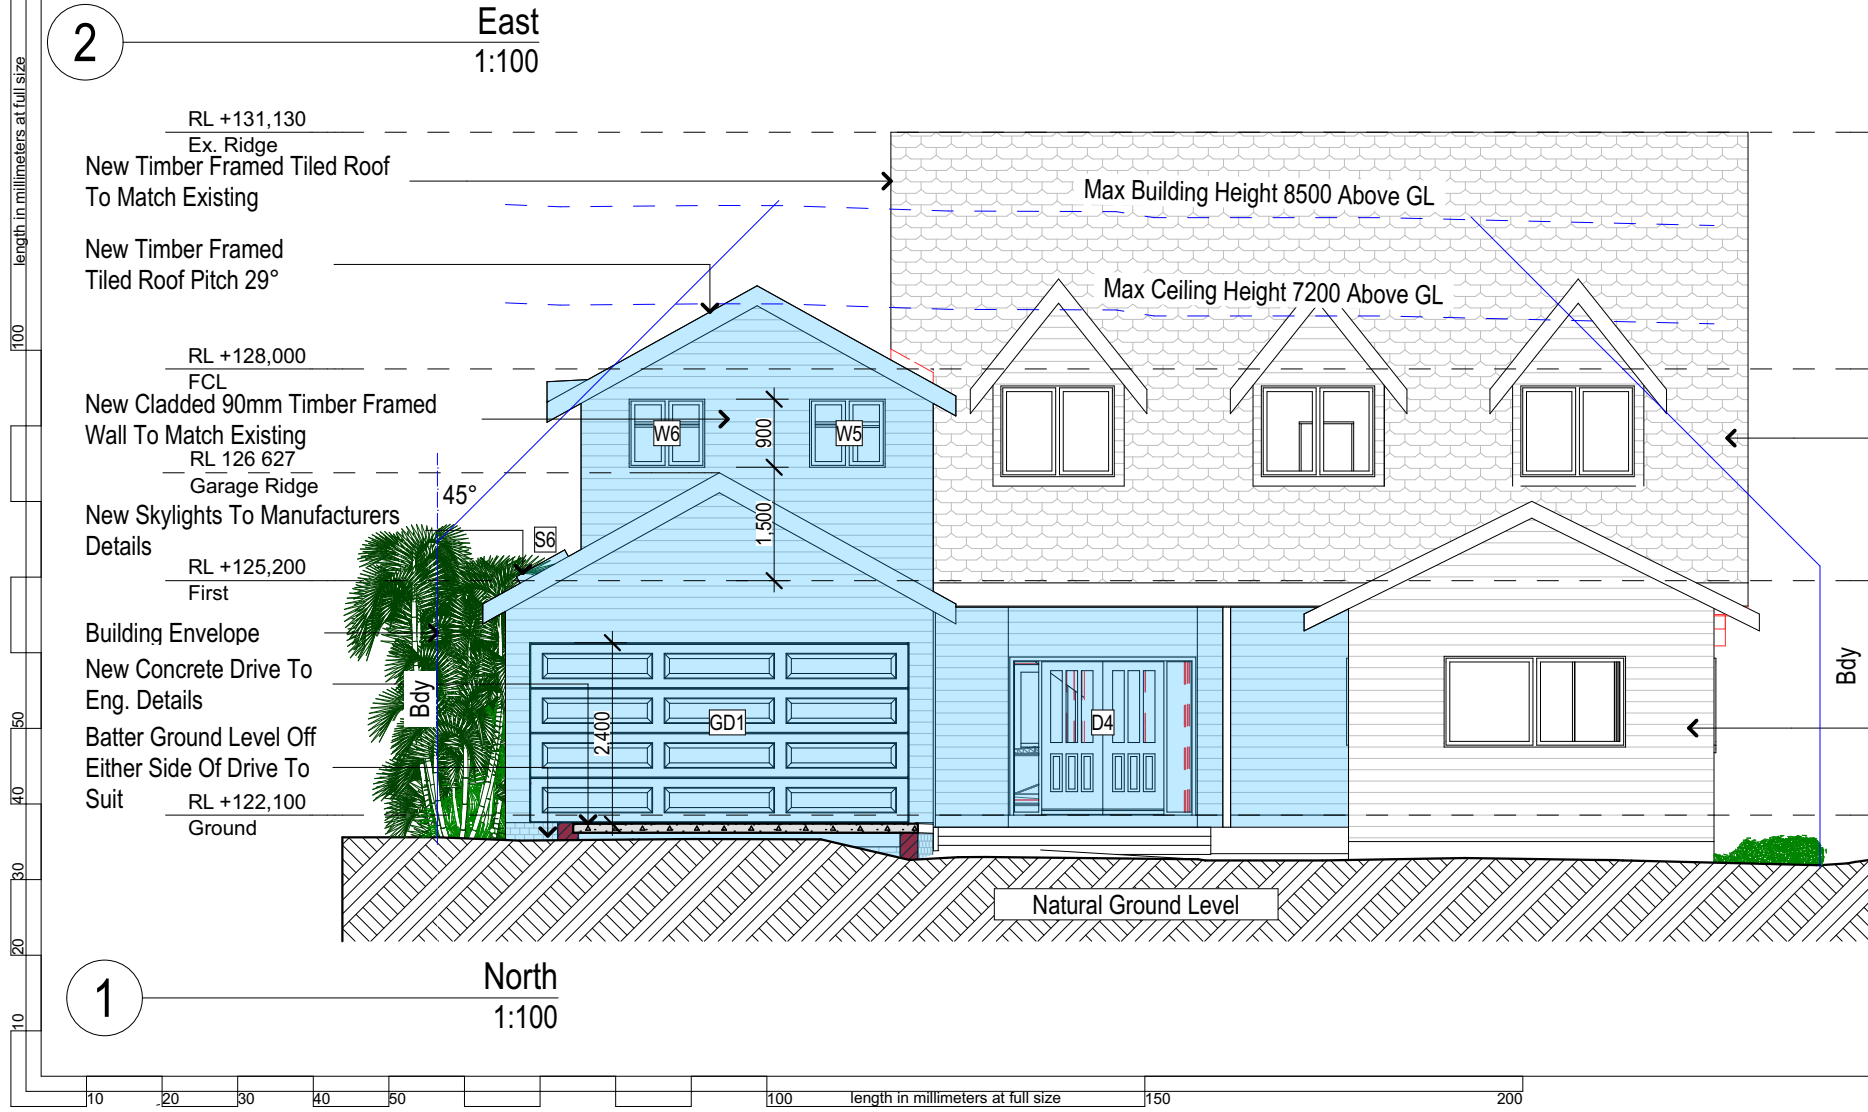 2
East
1:100
RL +131,130
Ex. Ridge
New Timber Framed Tiled Roof
To Match Existing
Max Building Height 8500 Above GL
New Timber Framed
Tiled Roof Pitch 29°
Max Ceiling Height 7200 Above GL
RL +128,000
FCL
New Cladded 90mm Timber Framed
Wall To Match Existing
W6
W5
900
RL 126 627
Garage Ridge
45°
New Skylights To Manufacturers
Details
S6
1,500
RL +125,200
First
Building Envelope
New Concrete Drive To
Eng. Details
Bdy
Bdy
GD1
D4
2,400
Batter Ground Level Off
Either Side Of Drive To
Suit
RL +122,100
Ground
Natural Ground Level
1
North
1:100
length in millimeters at full size
100
50
40
30
20
10
10
20
30
40
50
100
length in millimeters at full size
150
200